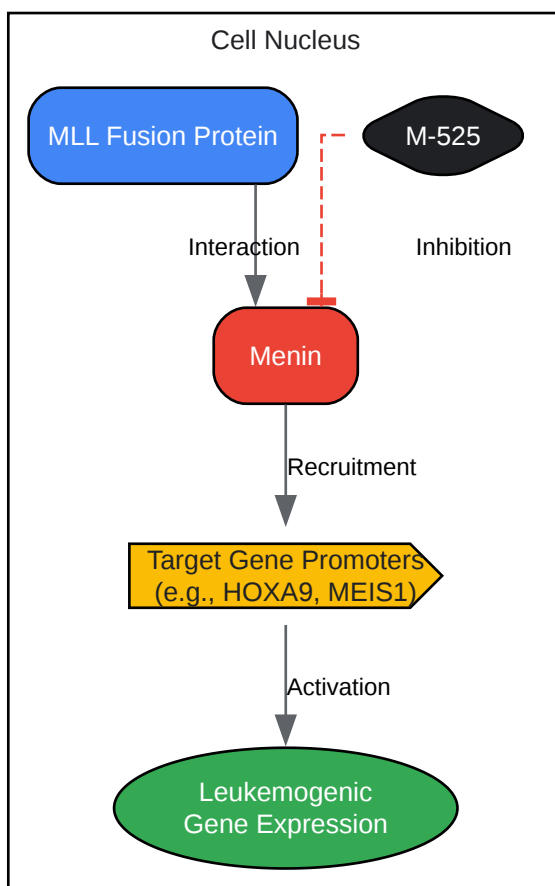 Cell Nucleus
MLL Fusion Protein
M-525
Interaction
Inhibition
Menin
Recruitment
Target Gene Promoters
(e.g., HOXA9, MEIS1)
Activation
Leukemogenic
Gene Expression